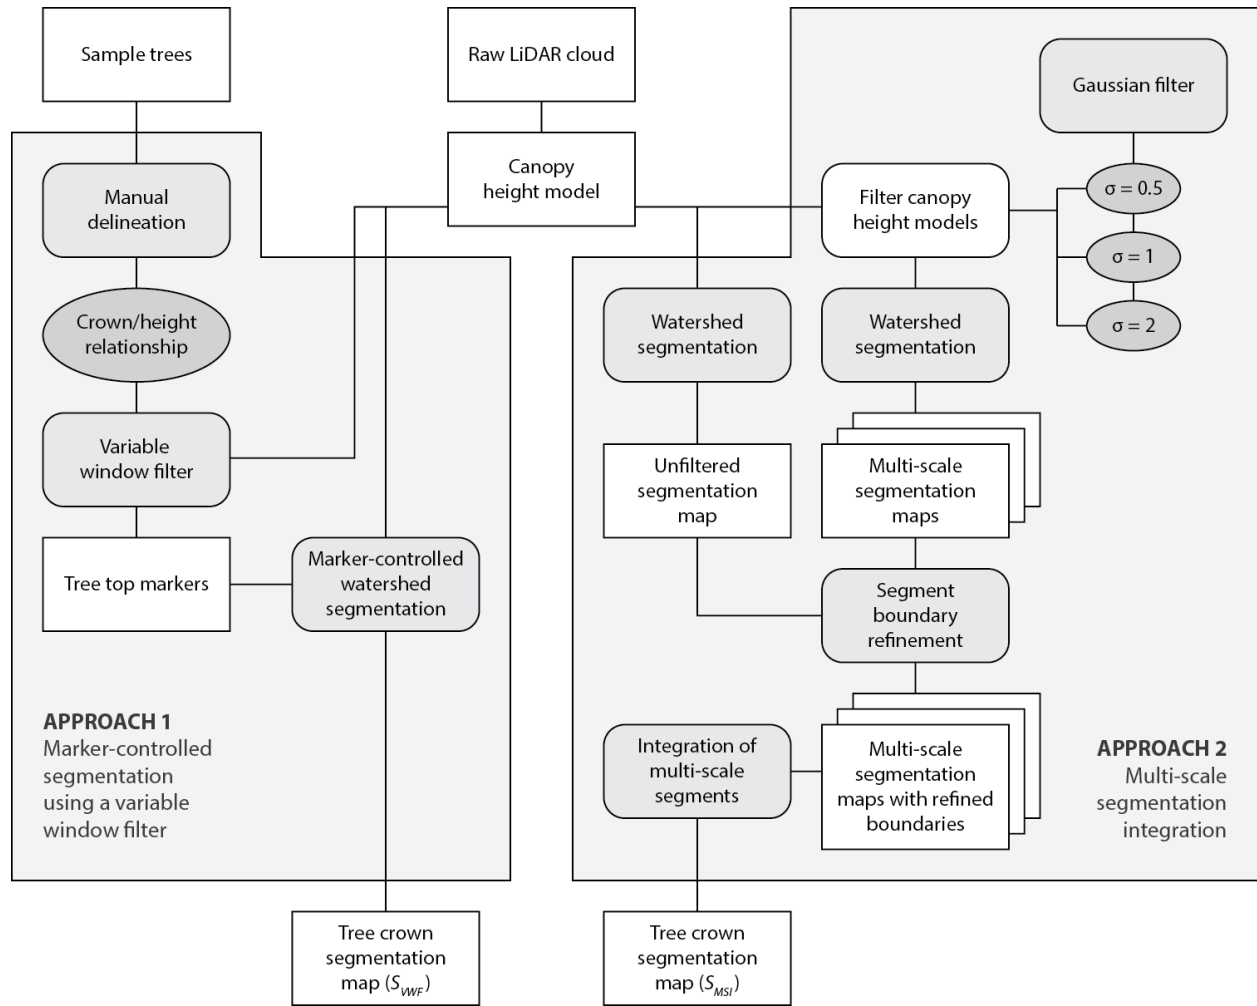 Sample trees
Raw LiDAR cloud
Gaussian filter
Canopy
height model
Manual
delineation
Filter canopy
height models
σ = 0.5
σ = 1
σ = 2
Crown/height
relationship
Watershed
segmentation
Watershed
segmentation
Variable
window filter
Unfiltered
segmentation
map
Multi-scale
segmentation
maps
Tree top markers
Marker-controlled
watershed
segmentation
Segment
boundary
refinement
APPROACH 1
Marker-controlled
segmentation
using a variable
window filter
Integration of
multi-scale
segments
Multi-scale
segmentation
maps with refined
boundaries
APPROACH 2
Multi-scale
segmentation
integration
Tree crown
segmentation
map (S_VWF)
Tree crown
segmentation
map (S_MSI)